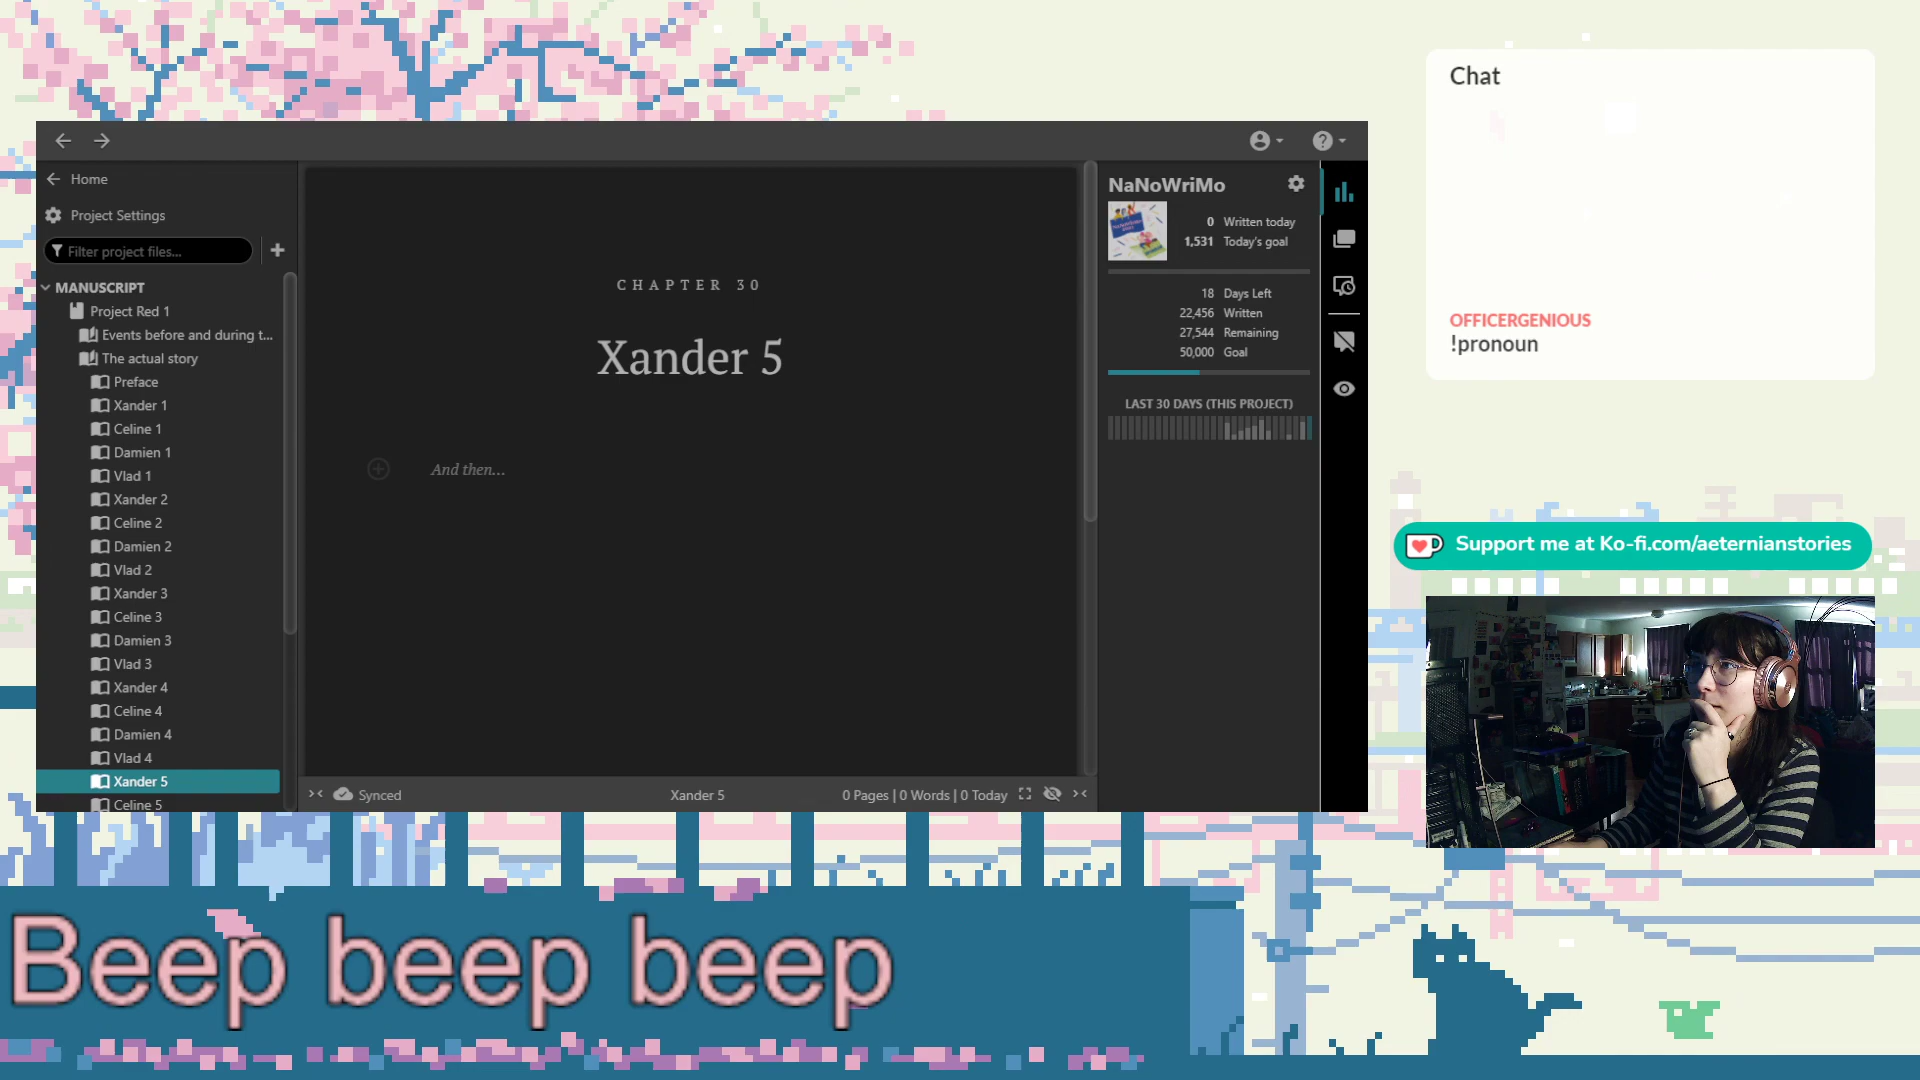 Home
Project Settings
Filter project files...
MANUSCRIPT
Project Red 1
Events before and during t...
The actual story
Preface
Xander 1
Celine 1
Damien 1
Vlad 1
Xander 2
Celine 2
Damien 2
Vlad 2
Xander 3
Celine 3
Damien 3
Vlad 3
Xander 4
Celine 4
Damien 4
Vlad 4
Xander 5
Celine 5
CHAPTER 30
Xander 5
And then...
Synced
Xander 5
0 Pages | 0 Words | 0 Today
NaNoWriMo
0 Written today
1,531 Today's goal
18 Days Left
22,456 Written
27,544 Remaining
50,000 Goal
LAST 30 DAYS (THIS PROJECT)
Chat
OFFICERGENIOUS
!pronoun
Support me at Ko-fi.com/aeternianstories
Beep beep beep